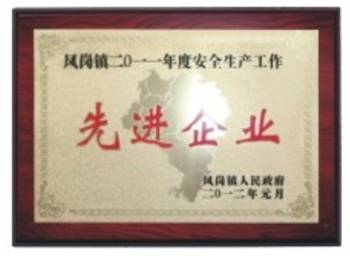 凤岗镇二〇一一年度安全生产工作
先进企业
凤岗镇人民政府
二〇一二年元月